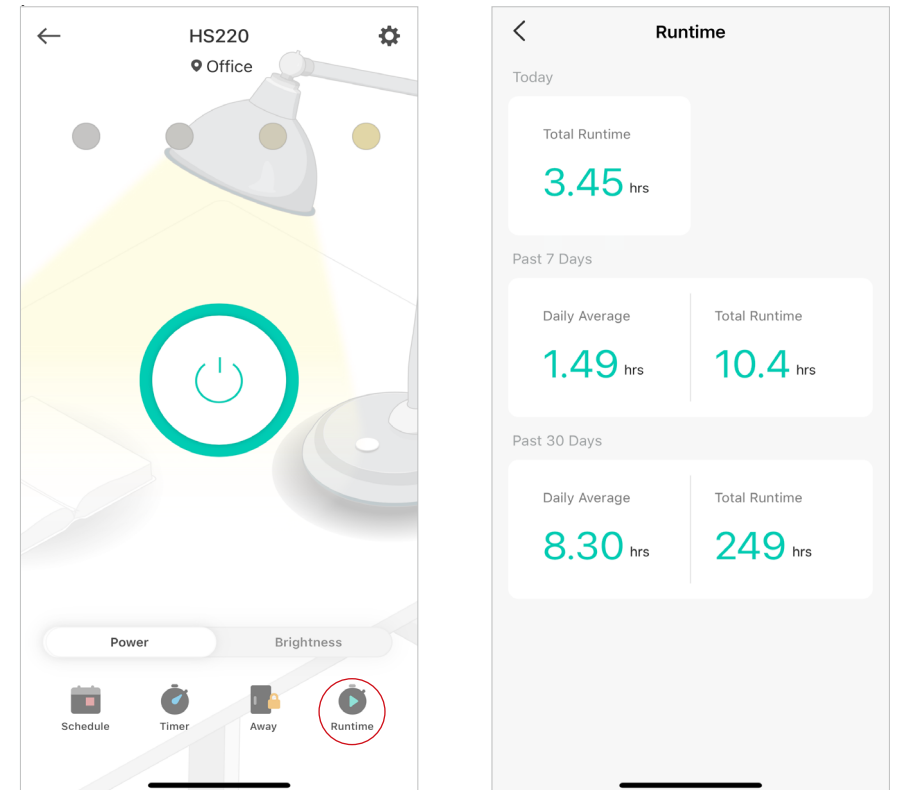 HS220
Office
Power
Brightness
Schedule
Timer
Away
Runtime
Runtime
Today
Total Runtime
3.45 hrs
Past 7 Days
Daily Average
Total Runtime
1.49 hrs
10.4 hrs
Past 30 Days
Daily Average
Total Runtime
8.30 hrs
249 hrs